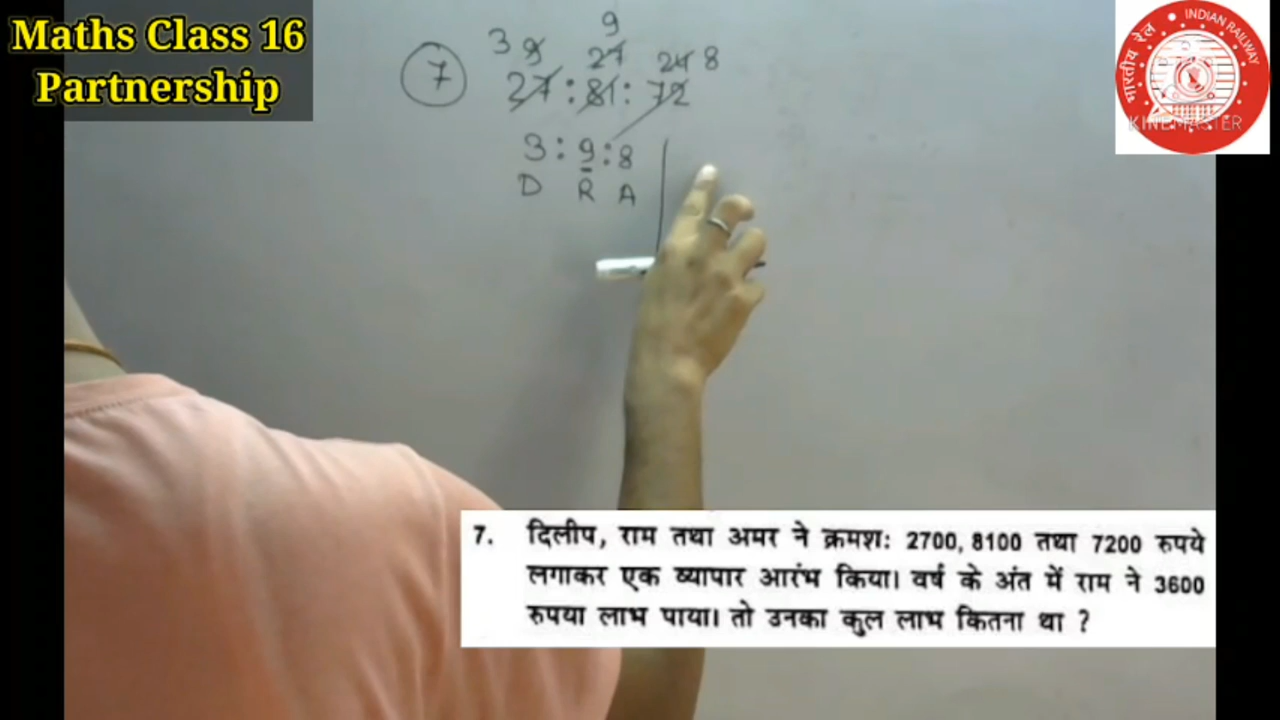 Maths Class 16
Partnership
INDIAN RAILWAY
भारतीय रेल
KINEMASTER
9
3 9 27 24 8
7 27 : 81 : 72
3 : 9 : 8
D R A
7. दिलीप, राम तथा अमर ने क्रमशः 2700, 8100 तथा 7200 रुपये
लगाकर एक व्यापार आरंभ किया। वर्ष के अंत में राम ने 3600
रुपया लाभ पाया। तो उनका कुल लाभ कितना था ?